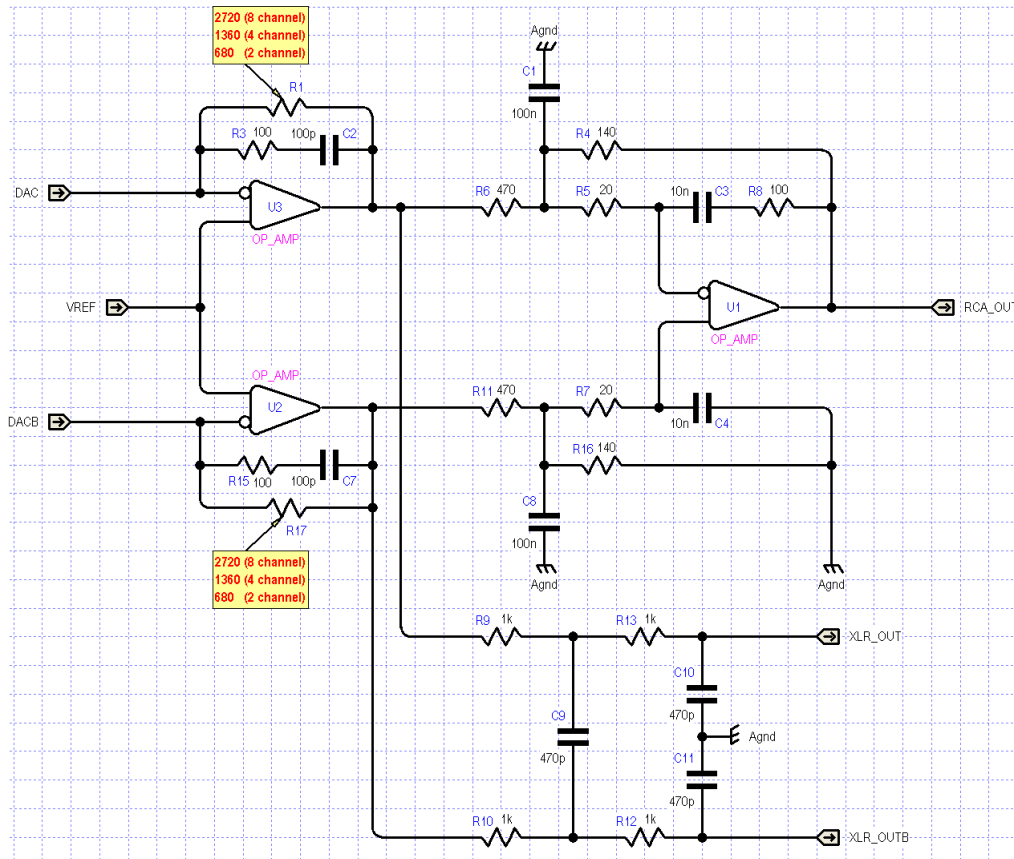 2720 (8 channel)
1360 (4 channel)
680 (2 channel)
Agnd
C1
100n
R1
R3 100
100p C2
R4 140
DAC
U3
OP_AMP
R6 470
R5 20
10n C3
R8 100
VREF
U1
OP_AMP
RCA_OUT
OP_AMP
U2
DACB
R11 470
R7 20
10n C4
R15 100
100p C7
R17
R16 140
C8
100n
Agnd
Agnd
2720 (8 channel)
1360 (4 channel)
680 (2 channel)
R9 1k
R13 1k
XLR_OUT
C10
470p
C9
470p
Agnd
C11
470p
R10 1k
R12 1k
XLR_OUTB